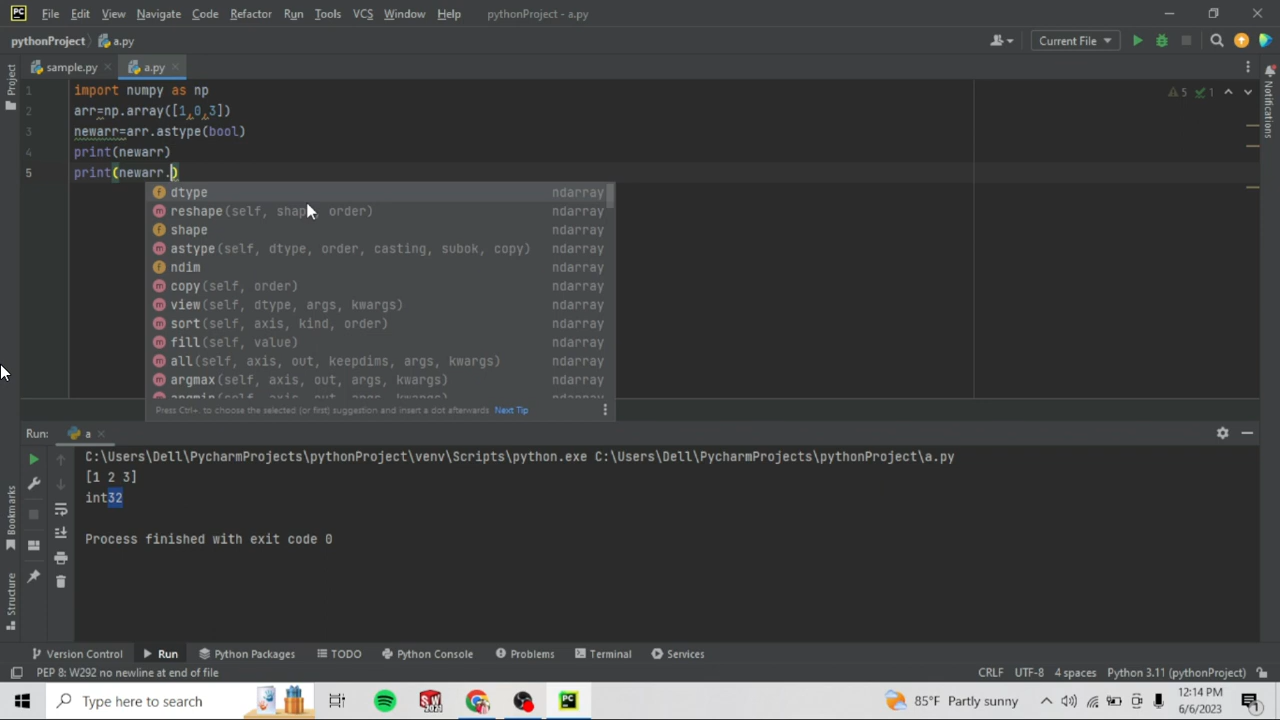 PC File Edit View Navigate Code Refactor Run Tools VCS Window Help pythonProject - a.py
pythonProject a.py Current File
Project sample.py a.py Notifications
1 import numpy as np 5 1
2 arr=np.array([1,0,3])
3 newarr=arr.astype(bool)
4 print(newarr)
5 print(newarr.)
f dtype ndarray
m reshape(self, shape, order) ndarray
f shape ndarray
m astype(self, dtype, order, casting, subok, copy) ndarray
f ndim ndarray
m copy(self, order) ndarray
m view(self, dtype, args, kwargs) ndarray
m sort(self, axis, kind, order) ndarray
m fill(self, value) ndarray
m all(self, axis, out, keepdims, args, kwargs) ndarray
m argmax(self, axis, out, args, kwargs) ndarray
m argmin(self, axis, out, args, kwargs) ndarray
Press Ctrl+. to choose the selected (or first) suggestion and insert a dot afterwards Next Tip
Run: a
C:\Users\Dell\PycharmProjects\pythonProject\venv\Scripts\python.exe C:\Users\Dell\PycharmProjects\pythonProject\a.py
[1 2 3]
int32
Process finished with exit code 0
Bookmarks
Structure
Version Control Run Python Packages TODO Python Console Problems Terminal Services
PEP 8: W292 no newline at end of file CRLF UTF-8 4 spaces Python 3.11 (pythonProject)
Type here to search 85°F Partly sunny 12:14 PM
6/6/2023